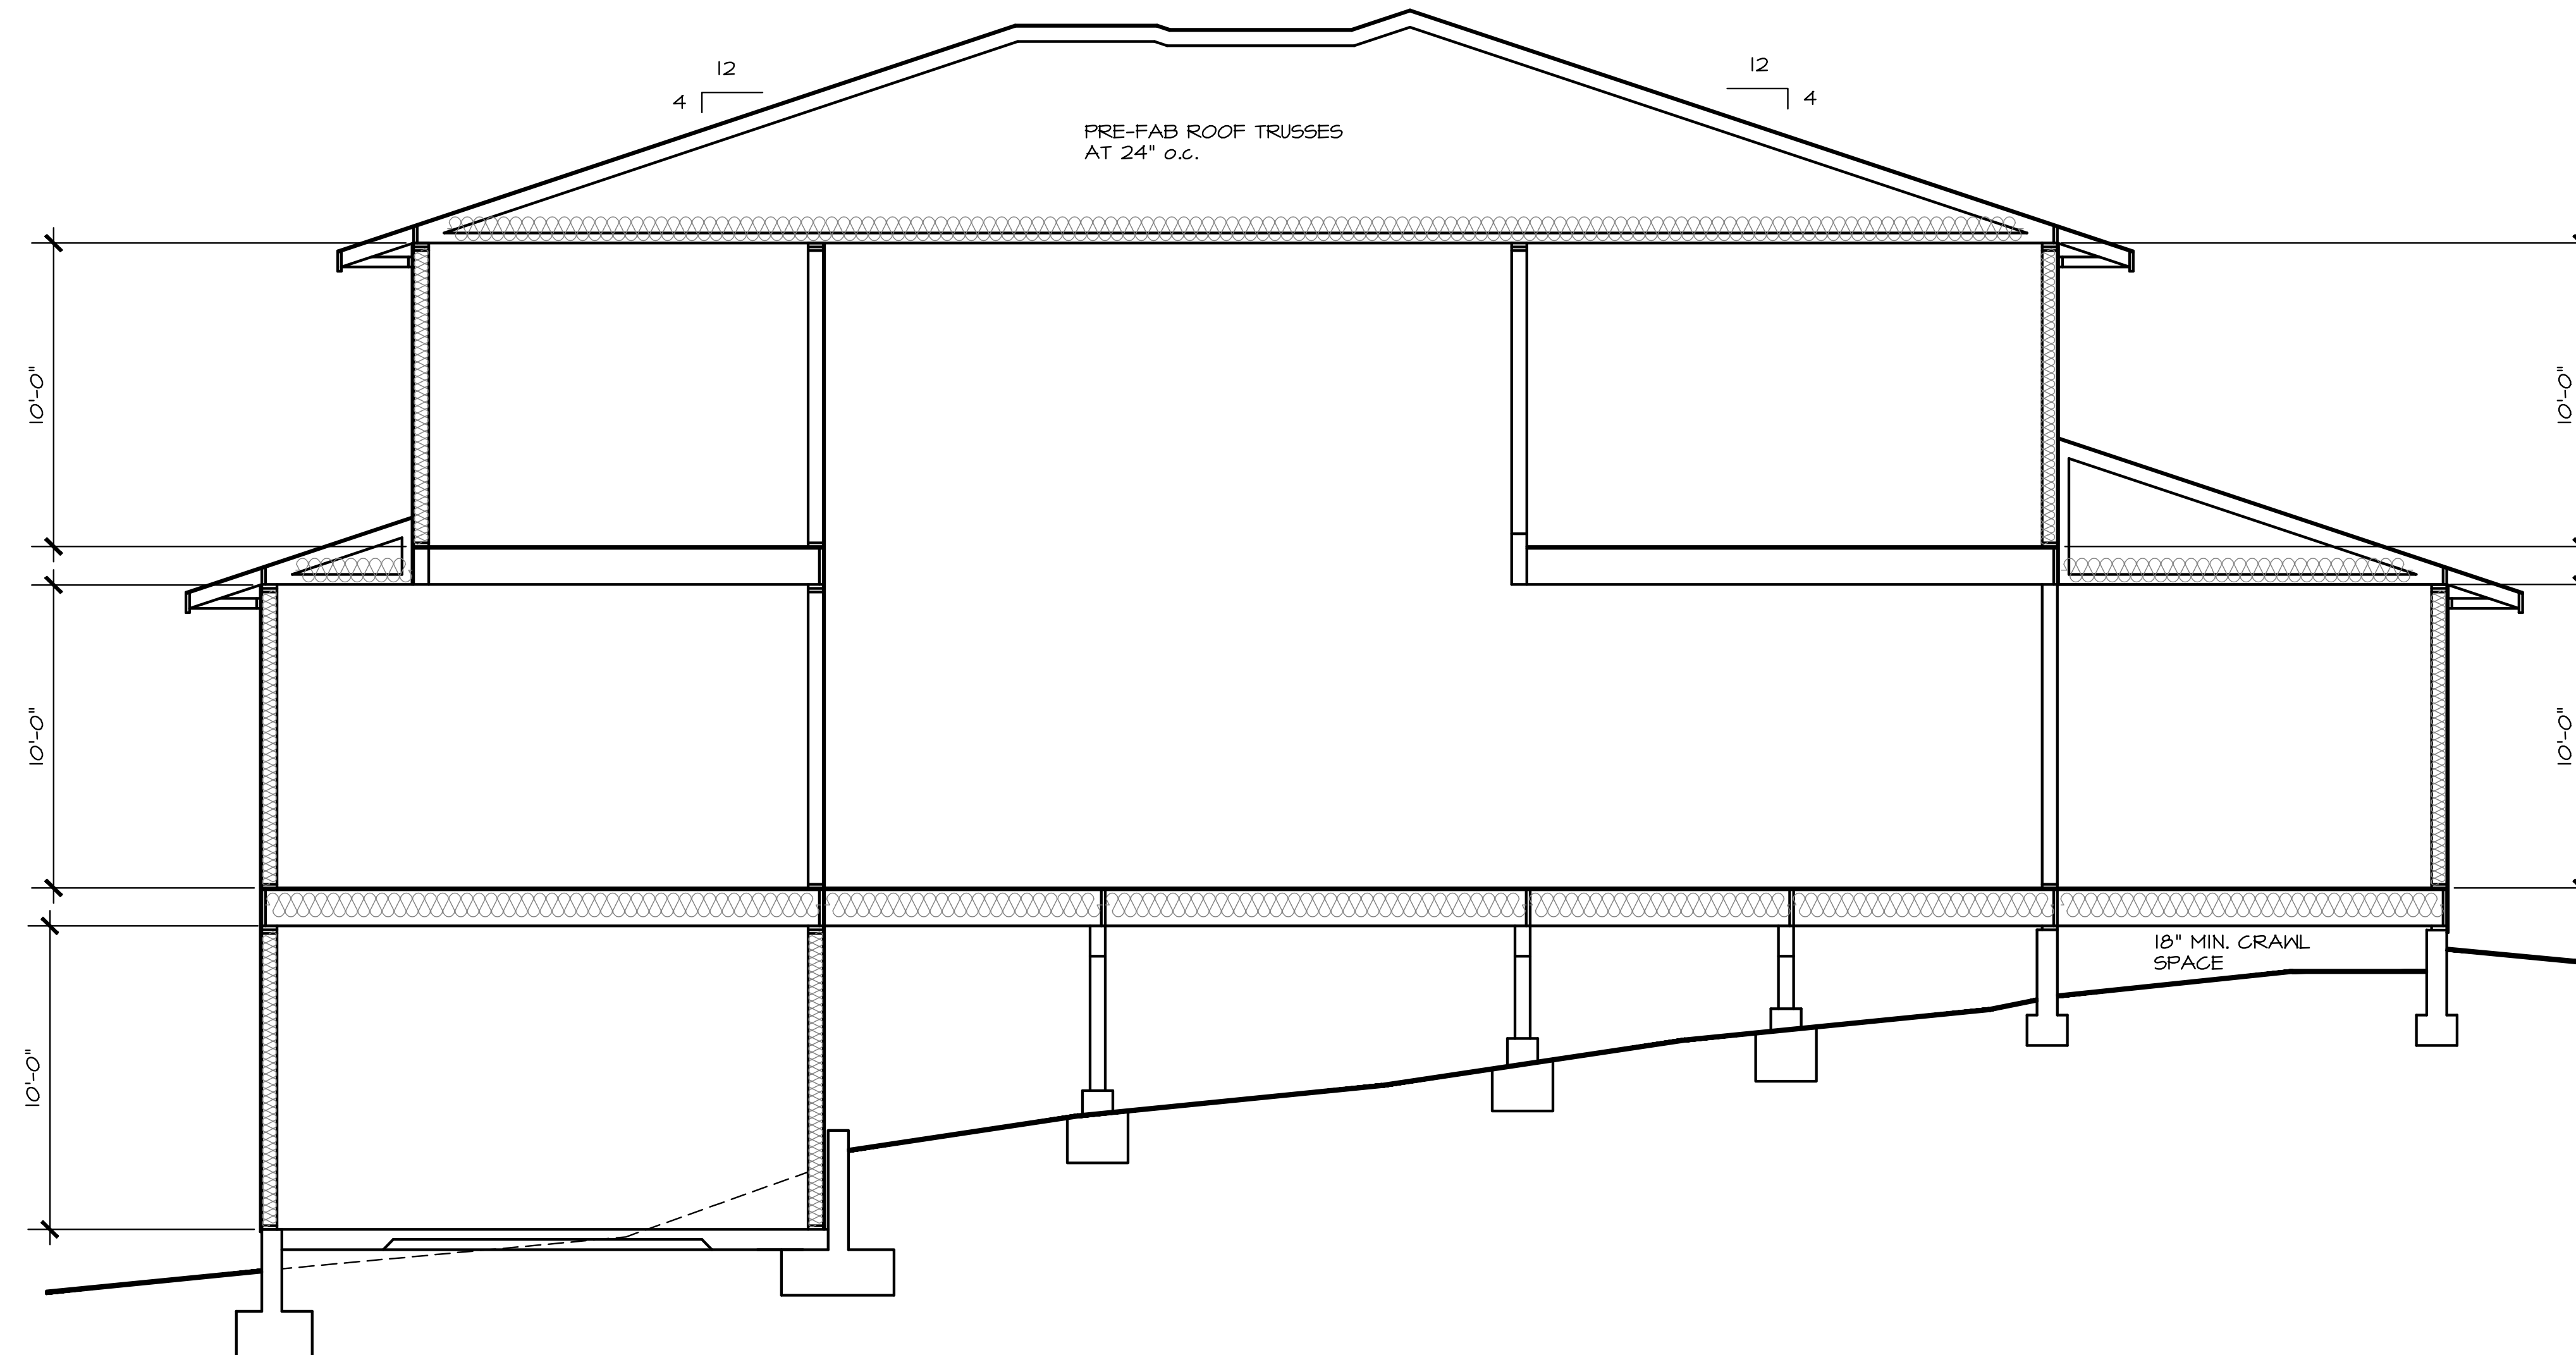 12
12
4
4
PRE-FAB ROOF TRUSSES
AT 24" o.c.
10'-0"
10'-0"
10'-0"
10'-0"
18" MIN. CRAWL
SPACE
10'-0"